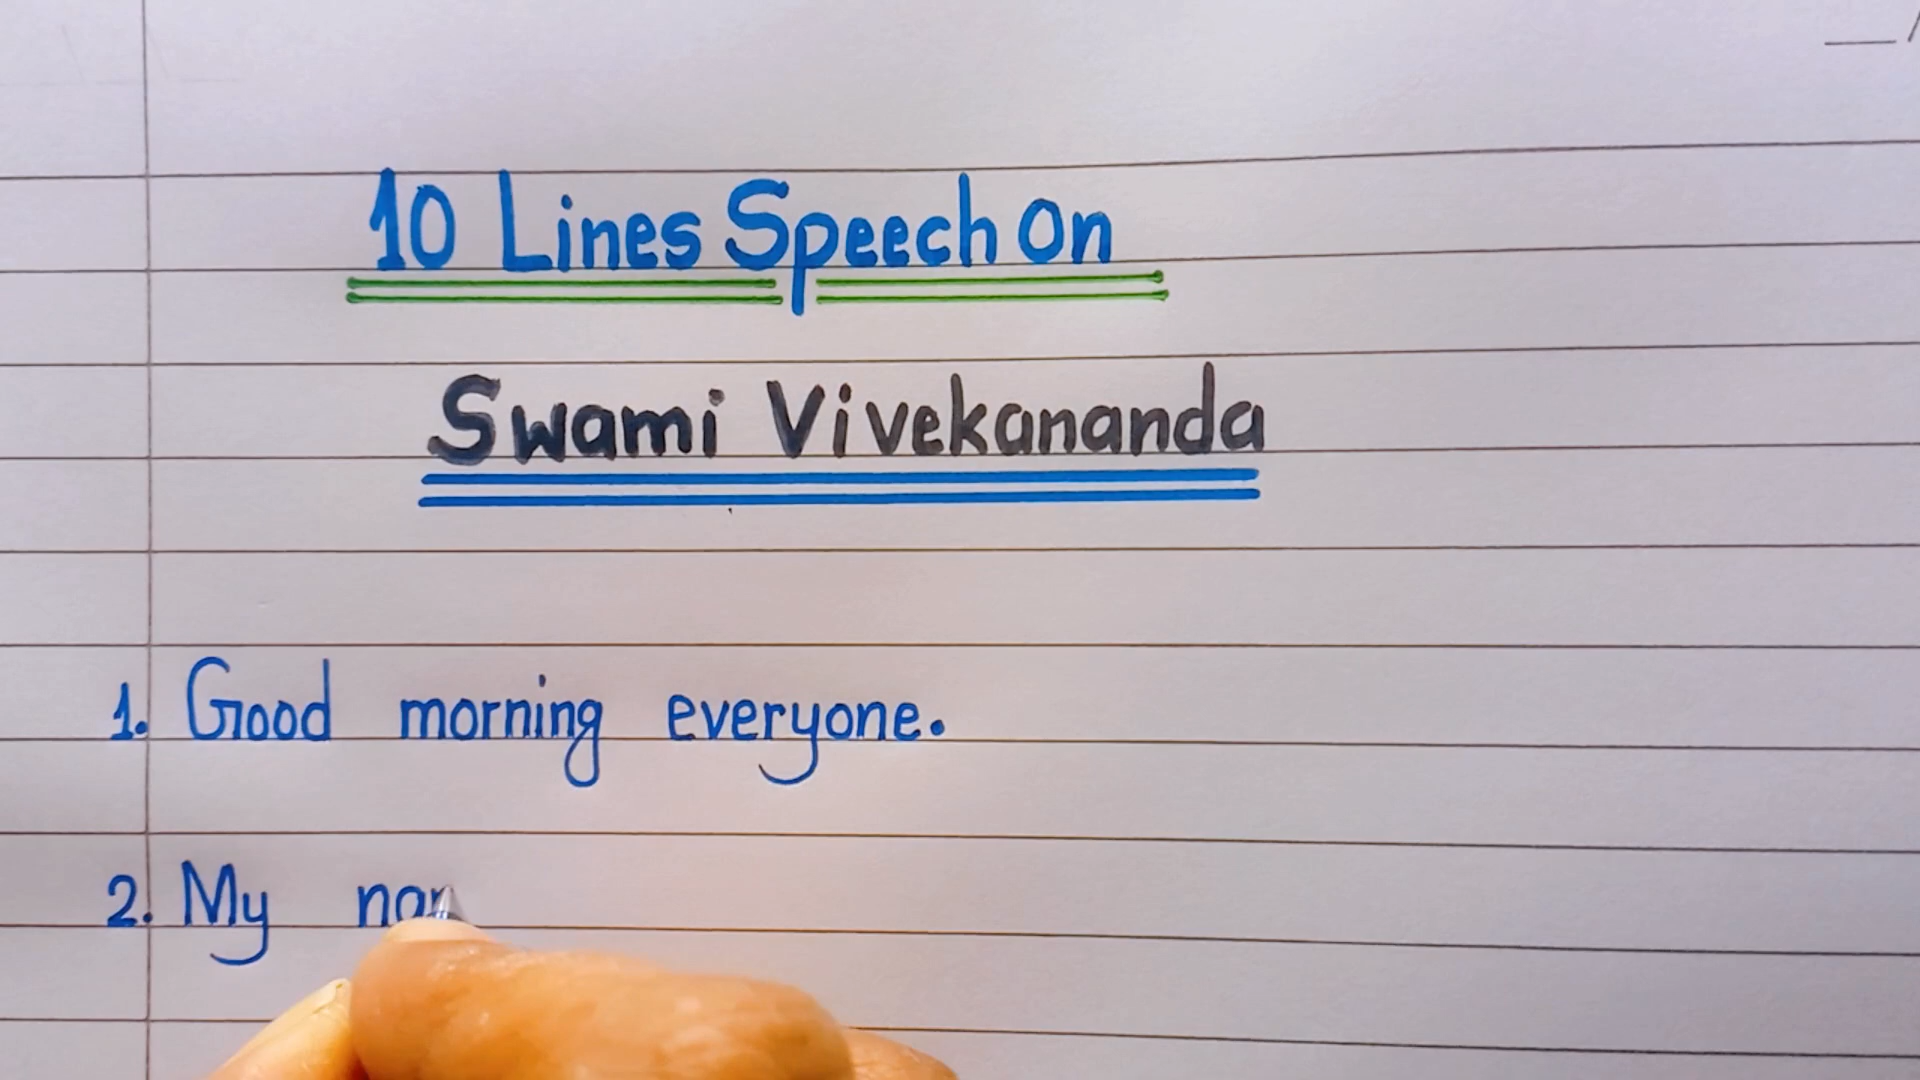 10 Lines Speech On
Swami Vivekananda
1. Good morning everyone.
2. My